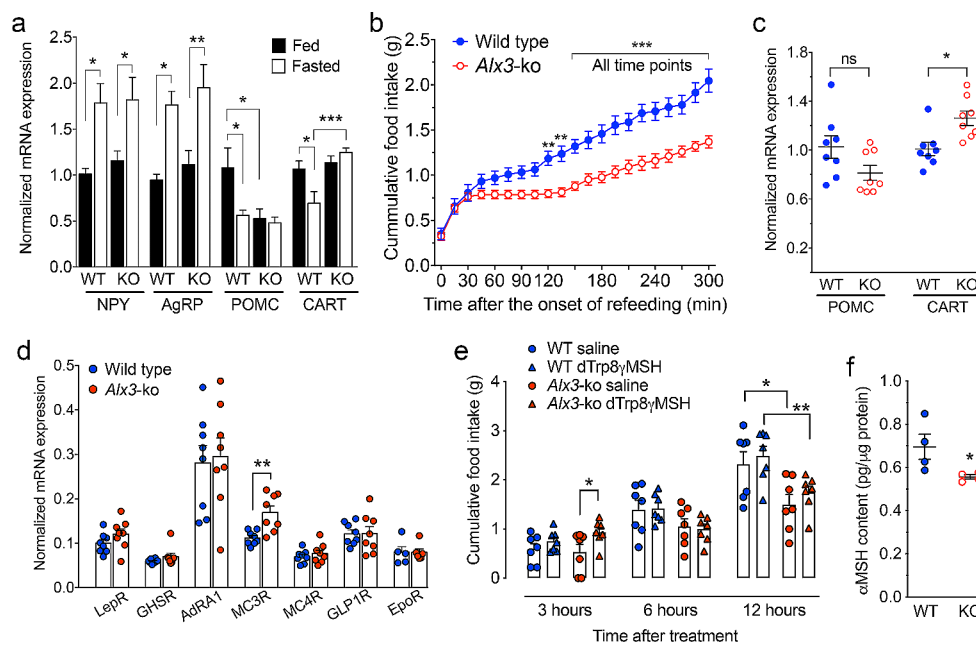 a
Normalized mRNA expression
2.5
2.0
1.5
1.0
0.5
0.0
Fed
Fasted
* * * ** * * * ***
WT KO WT KO WT KO WT KO
NPY AgRP POMC CART
b
Cummulative food intake (g)
2.5
2.0
1.5
1.0
0.5
0.0
Wild type
Alx3-ko
***
All time points
** **
0 30 60 90 120 180 240 300
Time after the onset of refeeding (min)
c
Normalized mRNA expression
1.8
1.4
1.0
0.6
ns *
WT KO WT KO
POMC CART
d
Normalized mRNA expression
0.5
0.4
0.3
0.2
0.1
0.0
Wild type
Alx3-ko
**
LepR GHSR AdRA1 MC3R MC4R GLP1R EpoR
e
Cumulative food intake (g)
4
3
2
1
0
WT saline
WT dTrp8γMSH
Alx3-ko saline
Alx3-ko dTrp8γMSH
* * **
3 hours 6 hours 12 hours
Time after treatment
f
αMSH content (pg/μg protein)
1.0
0.8
0.6
0.4
0.2
0.0
*
WT KO